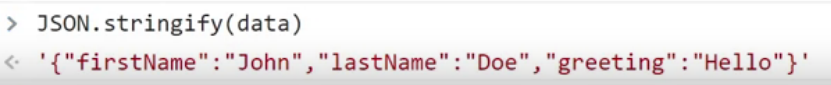 > JSON.stringify(data)
<· '{"firstName":"John","lastName":"Doe","greeting":"Hello"}'